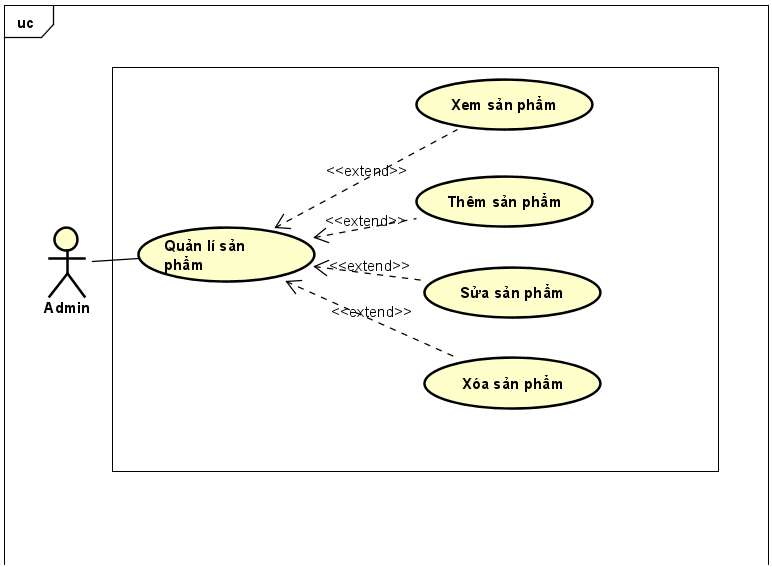 uc
Xem sản phẩm
<<extend>>
Thêm sản phẩm
<<extend>>
Quản lí sản
phẩm
<<extend>>
Sửa sản phẩm
Admin
<<extend>>
Xóa sản phẩm